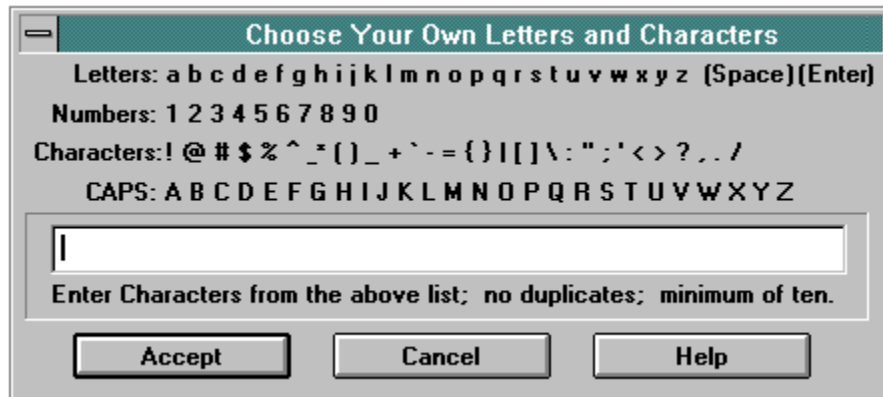 Choose Your Own Letters and Characters
Letters: a b c d e f g h i j k l m n o p q r s t u v w x y z (Space)(Enter)
Numbers: 1 2 3 4 5 6 7 8 9 0
Characters:! @ # $ % ^ _* ( ) _ + ` - = { } | [ ] \ : " ; ' < > ? , . /
CAPS: A B C D E F G H I J K L M N O P Q R S T U V W X Y Z
Enter Characters from the above list; no duplicates; minimum of ten.
Accept Cancel Help